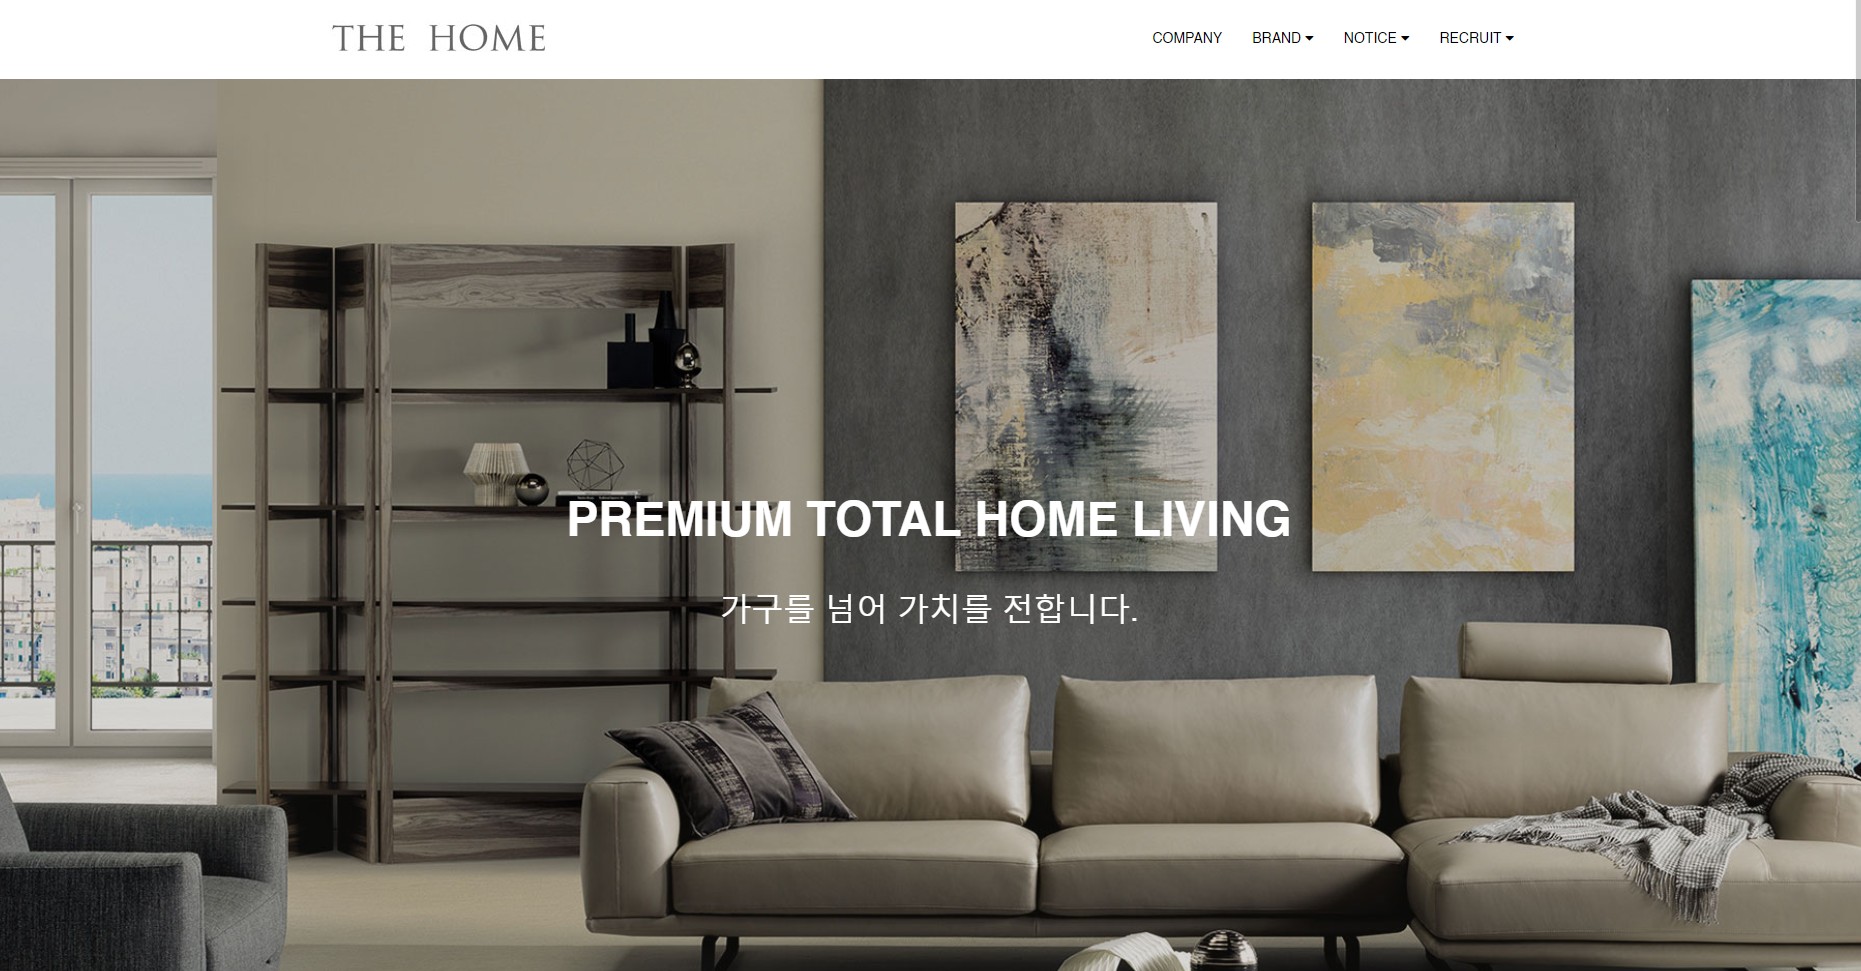 THE HOME
COMPANY
BRAND
NOTICE
RECRUIT
PREMIUM TOTAL HOME LIVING
가구를 넘어 가치를 전합니다.